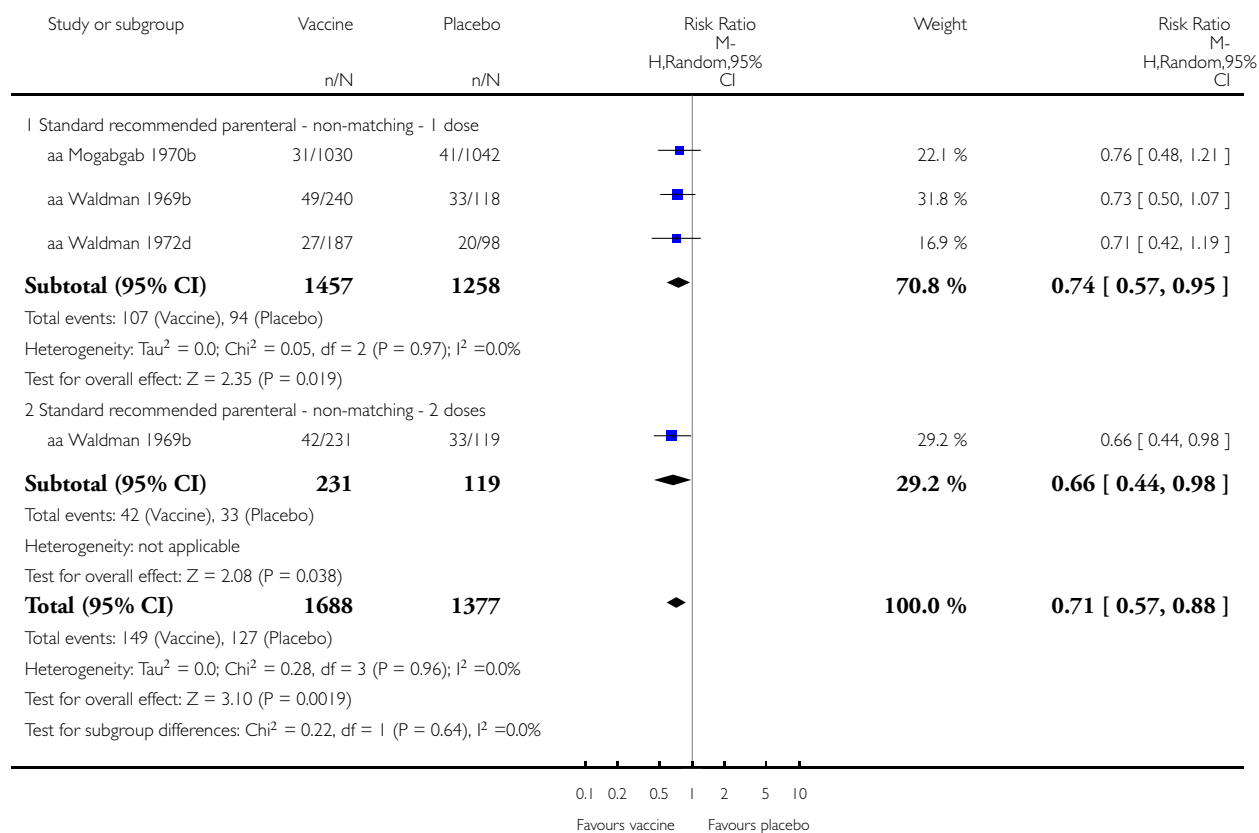 Study or subgroup Vaccine Placebo Risk Ratio Weight Risk Ratio
M- M-
H,Random,95% H,Random,95%
n/N n/N CI CI
1 Standard recommended parenteral - non-matching - 1 dose
aa Mogabgab 1970b 31/1030 41/1042 22.1 % 0.76 [ 0.48, 1.21 ]
aa Waldman 1969b 49/240 33/118 31.8 % 0.73 [ 0.50, 1.07 ]
aa Waldman 1972d 27/187 20/98 16.9 % 0.71 [ 0.42, 1.19 ]
Subtotal (95% CI) 1457 1258 70.8 % 0.74 [ 0.57, 0.95 ]
Total events: 107 (Vaccine), 94 (Placebo)
Heterogeneity: Tau² = 0.0; Chi² = 0.05, df = 2 (P = 0.97); I² =0.0%
Test for overall effect: Z = 2.35 (P = 0.019)
2 Standard recommended parenteral - non-matching - 2 doses
aa Waldman 1969b 42/231 33/119 29.2 % 0.66 [ 0.44, 0.98 ]
Subtotal (95% CI) 231 119 29.2 % 0.66 [ 0.44, 0.98 ]
Total events: 42 (Vaccine), 33 (Placebo)
Heterogeneity: not applicable
Test for overall effect: Z = 2.08 (P = 0.038)
Total (95% CI) 1688 1377 100.0 % 0.71 [ 0.57, 0.88 ]
Total events: 149 (Vaccine), 127 (Placebo)
Heterogeneity: Tau² = 0.0; Chi² = 0.28, df = 3 (P = 0.96); I² =0.0%
Test for overall effect: Z = 3.10 (P = 0.0019)
Test for subgroup differences: Chi² = 0.22, df = 1 (P = 0.64), I² =0.0%
0.1 0.2 0.5 1 2 5 10
Favours vaccine Favours placebo